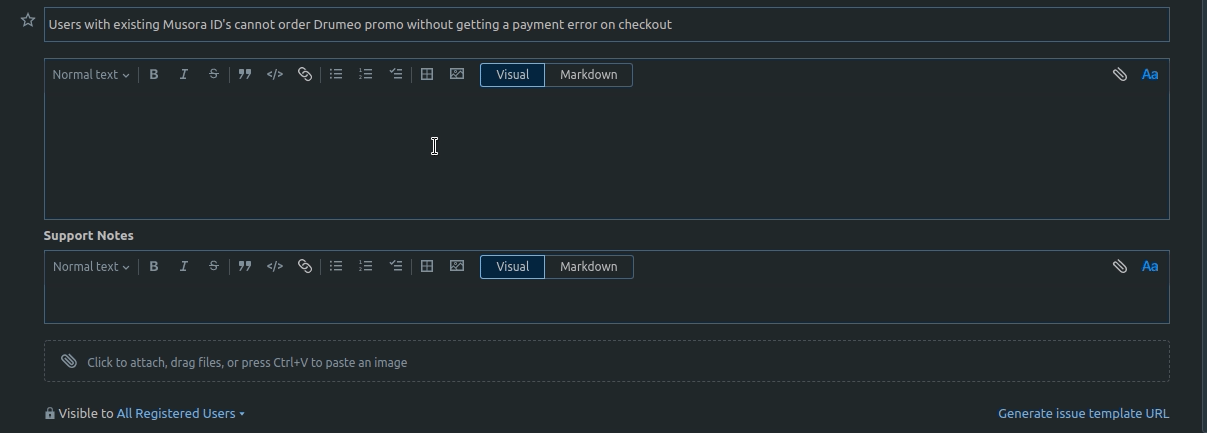 Users with existing Musora ID's cannot order Drumeo promo without getting a payment error on checkout
Normal text B I S </> Visual Markdown Aa
Support Notes
Normal text B I S </> Visual Markdown Aa
Click to attach, drag files, or press Ctrl+V to paste an image
Visible to All Registered Users Generate issue template URL